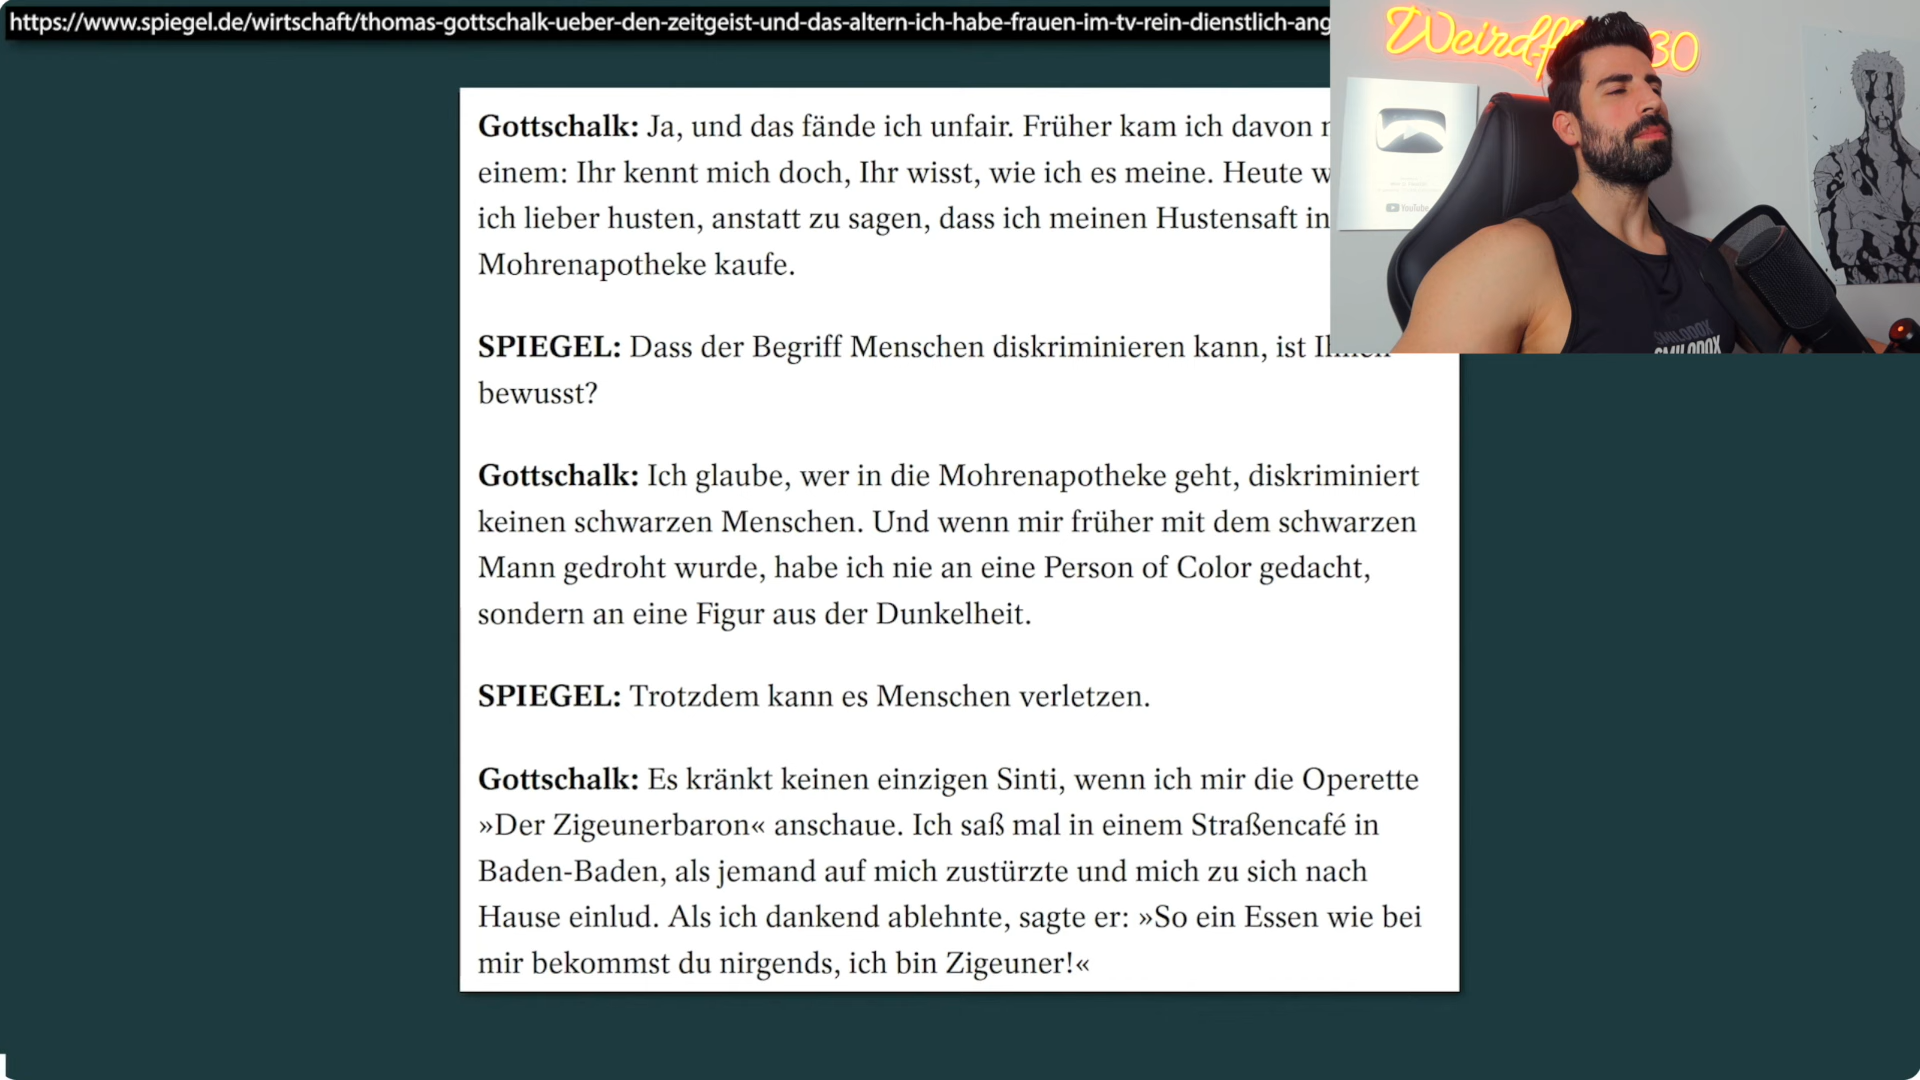 https://www.spiegel.de/wirtschaft/thomas-gottschalk-ueber-den-zeitgeist-und-das-altern-ich-habe-frauen-im-tv-rein-dienstlich-ang
30
YouTube
SMILODOX
SMILODOX
Gottschalk: Ja, und das fände ich unfair. Früher kam ich davon
einem: Ihr kennt mich doch, Ihr wisst, wie ich es meine. Heute
ich lieber husten, anstatt zu sagen, dass ich meinen Hustensaft in
Mohrenapotheke kaufe.
SPIEGEL: Dass der Begriff Menschen diskriminieren kann, ist Ihnen
bewusst?
Gottschalk: Ich glaube, wer in die Mohrenapotheke geht, diskriminiert
keinen schwarzen Menschen. Und wenn mir früher mit dem schwarzen
Mann gedroht wurde, habe ich nie an eine Person of Color gedacht,
sondern an eine Figur aus der Dunkelheit.
SPIEGEL: Trotzdem kann es Menschen verletzen.
Gottschalk: Es kränkt keinen einzigen Sinti, wenn ich mir die Operette
»Der Zigeunerbaron« anschaue. Ich saß mal in einem Straßencafé in
Baden-Baden, als jemand auf mich zustürzte und mich zu sich nach
Hause einlud. Als ich dankend ablehnte, sagte er: »So ein Essen wie bei
mir bekommst du nirgends, ich bin Zigeuner!«